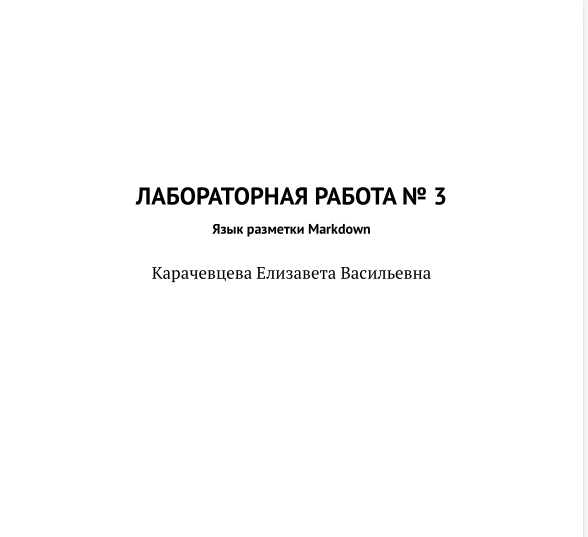 ЛАБОРАТОРНАЯ РАБОТА № 3
Язык разметки Markdown
Карачевцева Елизавета Васильевна